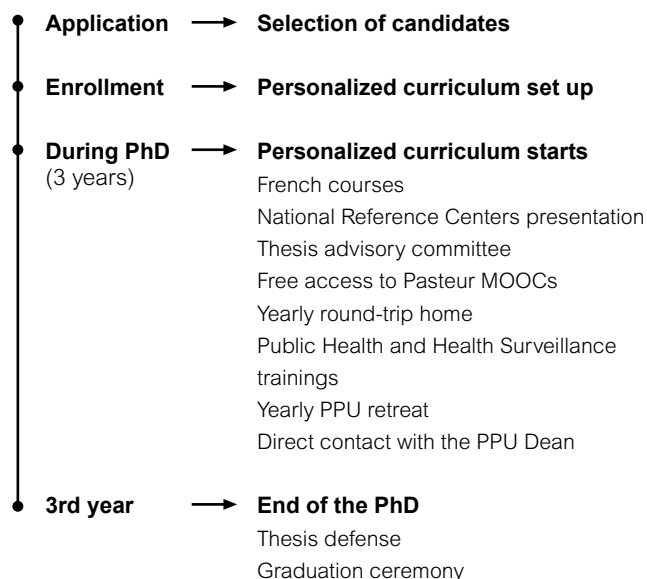 Application → Selection of candidates
Enrollment → Personalized curriculum set up
During PhD → Personalized curriculum starts
(3 years)
French courses
National Reference Centers presentation
Thesis advisory committee
Free access to Pasteur MOOCs
Yearly round-trip home
Public Health and Health Surveillance
trainings
Yearly PPU retreat
Direct contact with the PPU Dean
3rd year → End of the PhD
Thesis defense
Graduation ceremony